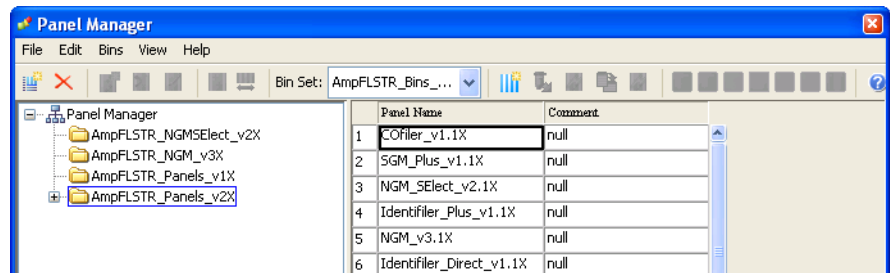 Panel Manager
File Edit Bins View Help
Bin Set: AmpFLSTR_Bins_...
Panel Manager
AmpFLSTR_NGMSElect_v2X
AmpFLSTR_NGM_v3X
AmpFLSTR_Panels_v1X
AmpFLSTR_Panels_v2X
Panel Name Comment
1 COfiler_v1.1X null
2 SGM_Plus_v1.1X null
3 NGM_SElect_v2.1X null
4 Identifiler_Plus_v1.1X null
5 NGM_v3.1X null
6 Identifiler_Direct_v1.1X null